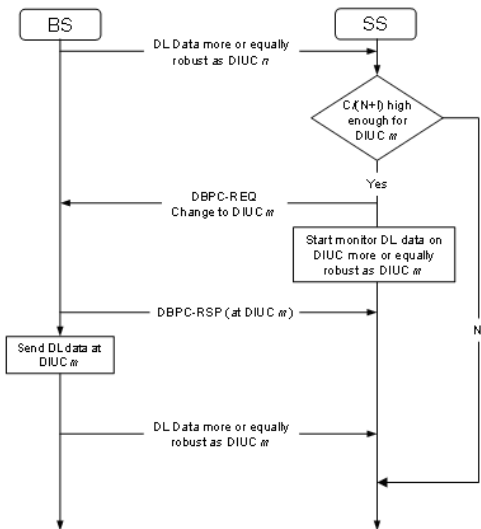 BS
SS
DL Data more or equally
robust as DIUC n
C/(N+I) high
enough for
DIUC m
Yes
DBPC-REQ
Change to DIUC m
Start monitor DL data on
DIUC more or equally
robust as DIUC m
DBPC-RSP (at DIUC m)
N
Send DL data at
DIUC m
DL Data more or equally
robust as DIUC m